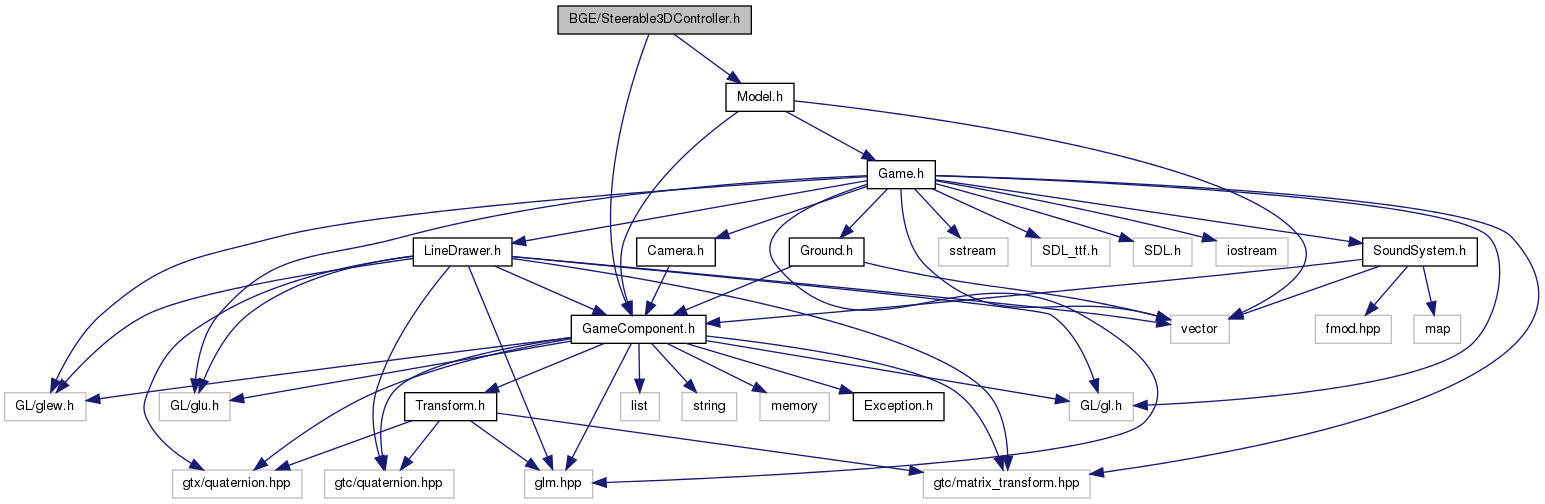 BGE/Steerable3DController.h
Model.h
Game.h
LineDrawer.h
Camera.h
Ground.h
sstream
SDL_ttf.h
SDL.h
iostream
SoundSystem.h
GameComponent.h
vector
fmod.hpp
map
GL/glew.h
GL/glu.h
Transform.h
list
string
memory
Exception.h
GL/gl.h
gtx/quaternion.hpp
gtc/quaternion.hpp
glm.hpp
gtc/matrix_transform.hpp